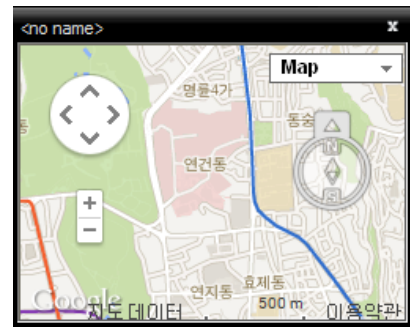 <no name> x
Map
명륜4가
동숭
연건동
N
S
+
−
연지동
효제동
500 m
Google
지도 데이터
이용약관